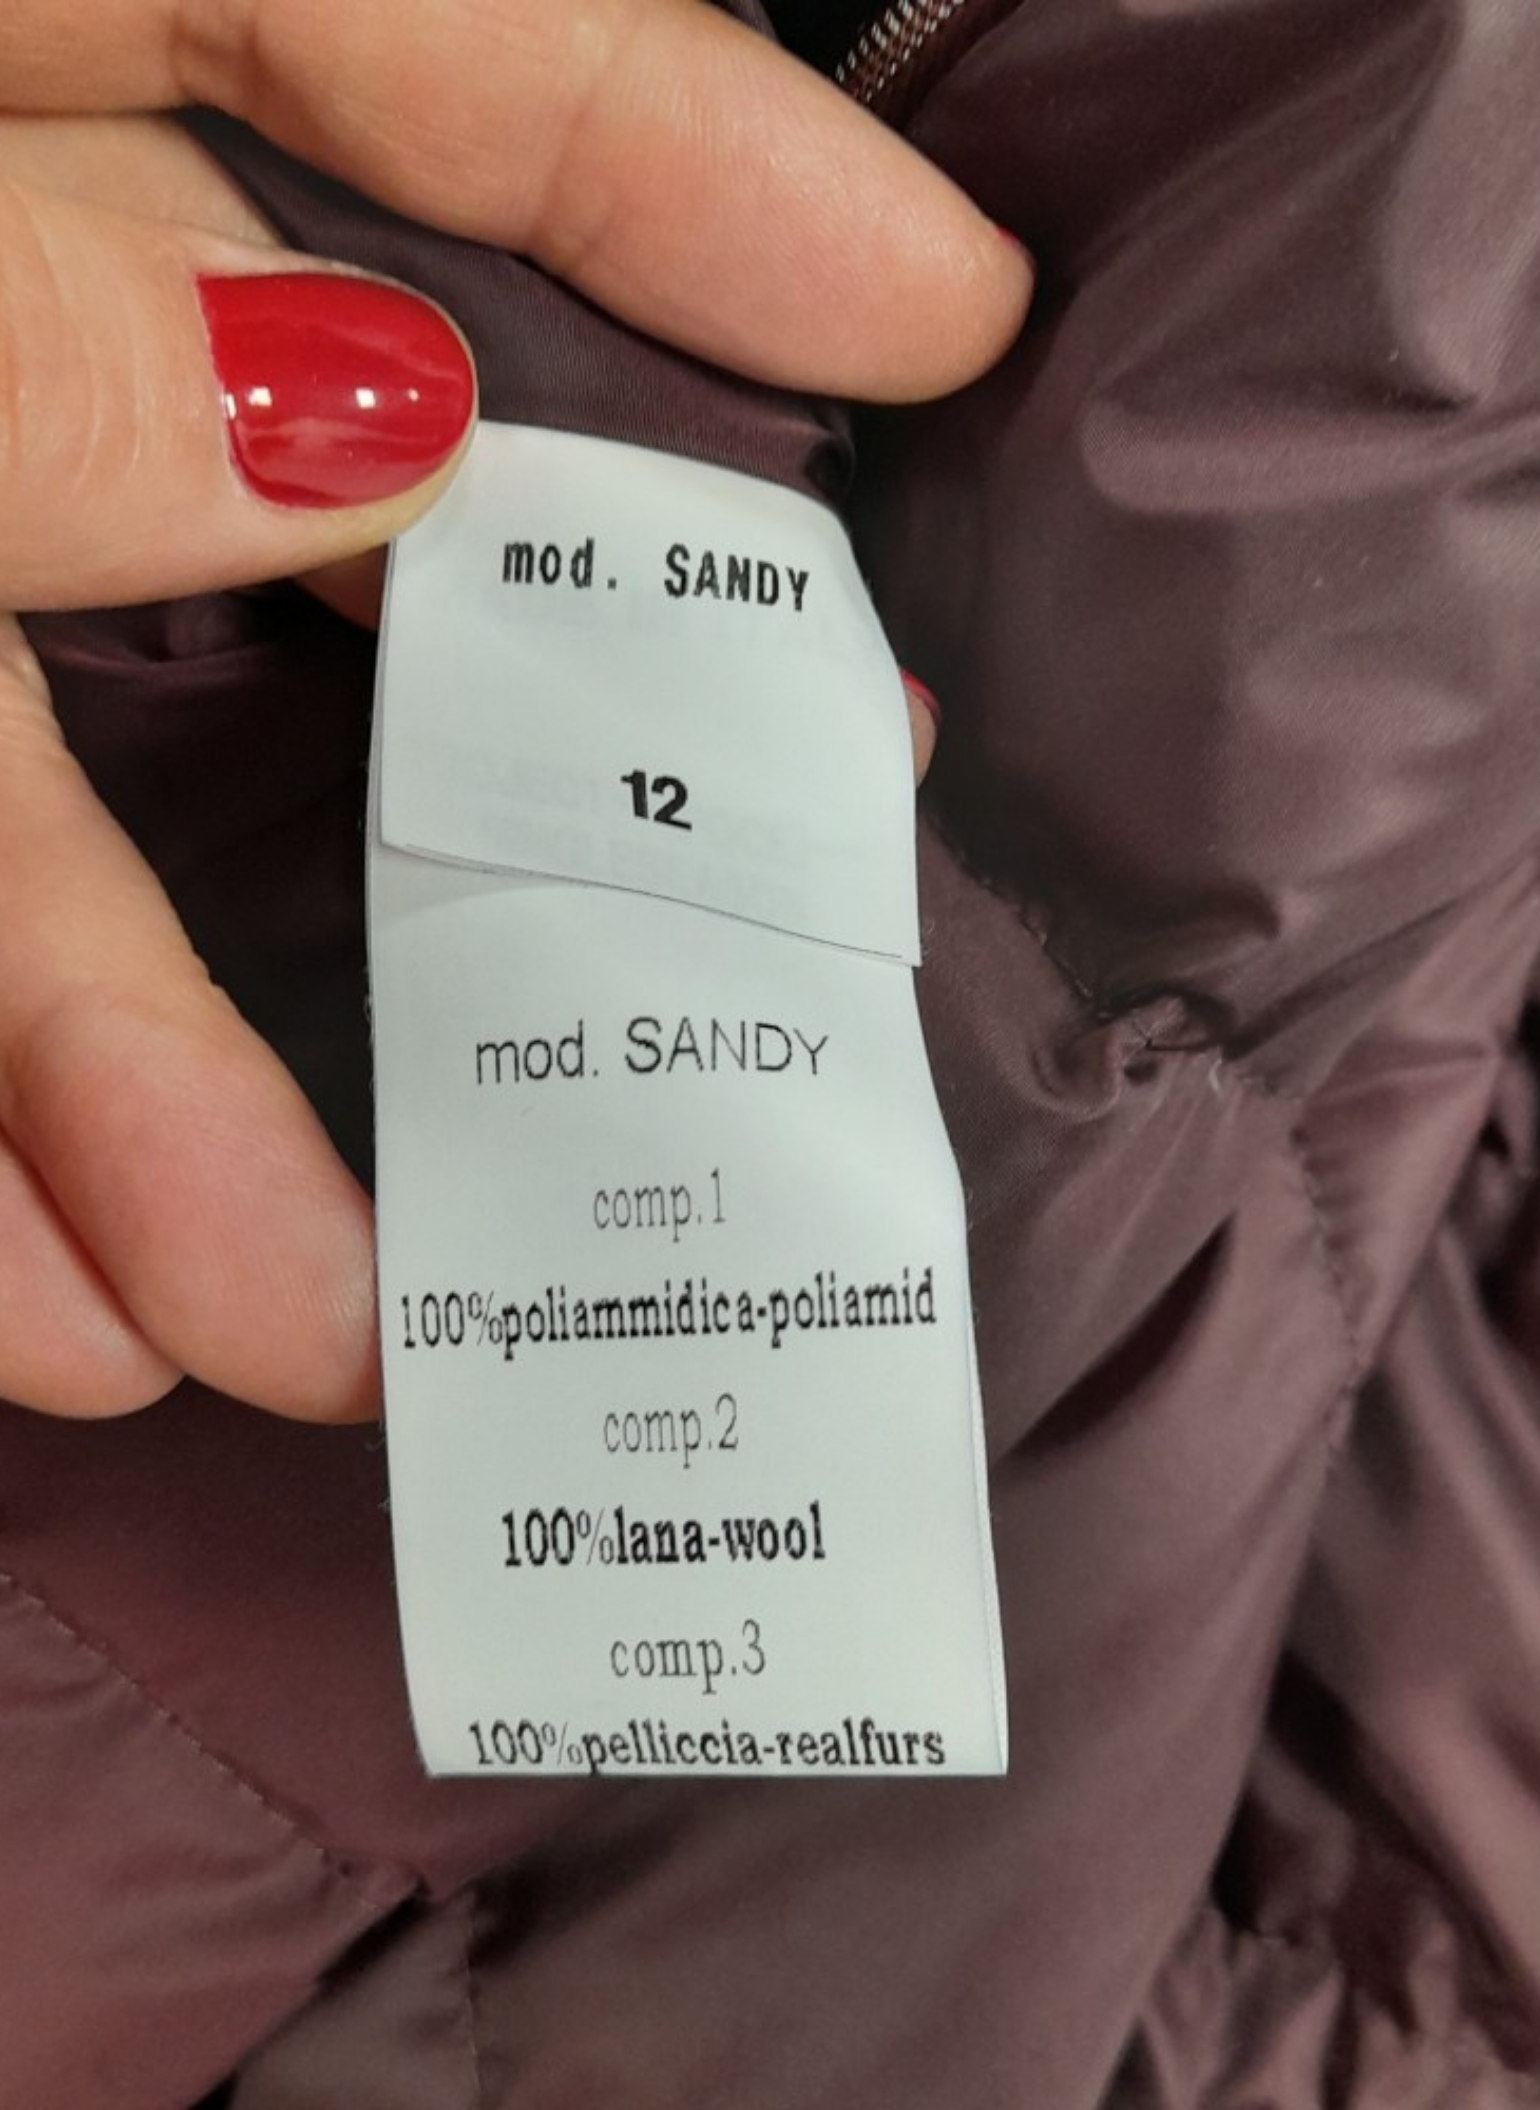 mod. SANDY
12
mod. SANDY
comp.1
100%poliammidica-poliamid
comp.2
100%lana-wool
comp.3
100%pelliccia-realfurs